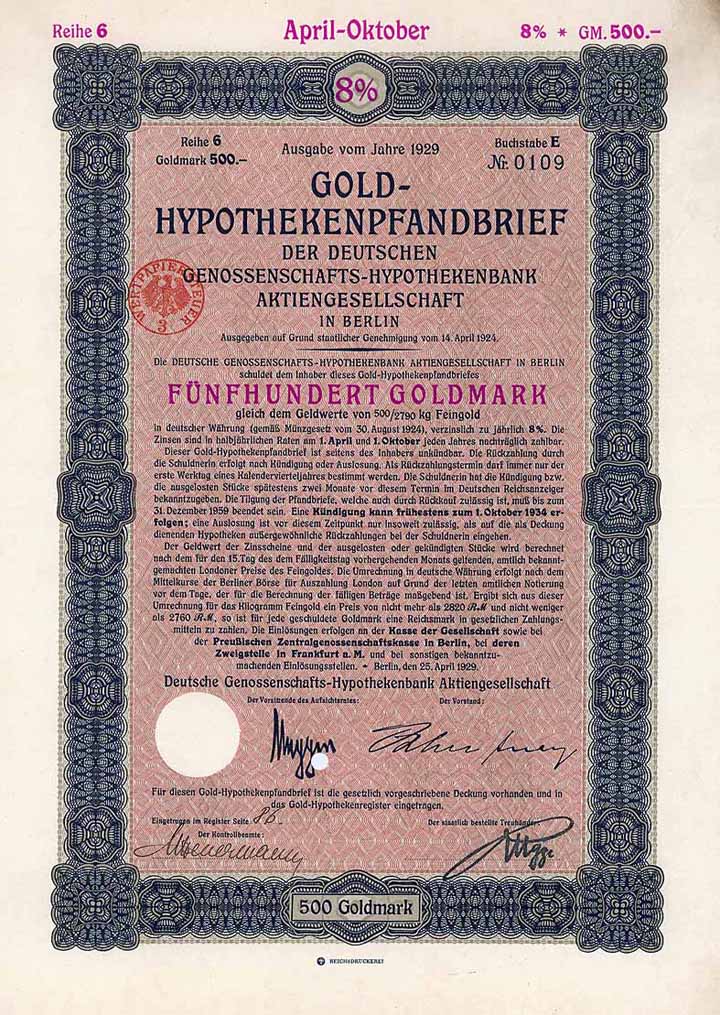 Reihe 6 April-Oktober 8% * GM. 500.–
8%
Reihe 6 Ausgabe vom Jahre 1929 Buchstabe E
Goldmark 500.– Nr. 0109
GOLD-
HYPOTHEKENPFANDBRIEF
DER DEUTSCHEN
GENOSSENSCHAFTS-HYPOTHEKENBANK
AKTIENGESELLSCHAFT
IN BERLIN
WERTPAPIERSTEUER
3
Ausgegeben auf Grund staatlicher Genehmigung vom 14. April 1924.
Die DEUTSCHE GENOSSENSCHAFTS-HYPOTHEKENBANK AKTIENGESELLSCHAFT IN BERLIN
schuldet dem Inhaber dieses Gold-Hypothekenpfandbriefes
FÜNFHUNDERT GOLDMARK
gleich dem Geldwerte von 500/2790 kg Feingold
in deutscher Währung (gemäß Münzgesetz vom 30. August 1924), verzinslich zu jährlich 8%. Die
Zinsen sind in halbjährlichen Raten am 1. April und 1. Oktober jeden Jahres nachträglich zahlbar.
Dieser Gold-Hypothekenpfandbrief ist seitens des Inhabers unkündbar. Die Rückzahlung durch
die Schuldnerin erfolgt nach Kündigung oder Auslosung. Als Rückzahlungstermin darf immer nur der
erste Werktag eines Kalendervierteljahres bestimmt werden. Die Schuldnerin hat die Kündigung bzw.
die ausgelosten Stücke spätestens zwei Monate vor diesem Termin im Deutschen Reichsanzeiger
bekanntzugeben. Die Tilgung der Pfandbriefe, welche auch durch Rückkauf zulässig ist, muß bis zum
31. Dezember 1959 beendet sein. Eine Kündigung kann frühestens zum 1. Oktober 1934 er-
folgen; eine Auslosung ist vor diesem Zeitpunkt nur insoweit zulässig, als auf die als Deckung
dienenden Hypotheken außergewöhnliche Rückzahlungen bei der Schuldnerin eingehen.
Der Geldwert der Zinsscheine und der ausgelosten oder gekündigten Stücke wird berechnet
nach dem für den 15. Tag des dem Fälligkeitstag vorhergehenden Monats geltenden, amtlich bekannt-
gemachten Londoner Preise des Feingoldes. Die Umrechnung in deutsche Währung erfolgt nach dem
Mittelkurse der Berliner Börse für Auszahlung London auf Grund der letzten amtlichen Notierung
vor dem Tage, der für die Berechnung der fälligen Beträge maßgebend ist. Ergibt sich aus dieser
Umrechnung für das Kilogramm Feingold ein Preis von nicht mehr als 2820 RM und nicht weniger
als 2760 RM, so ist für jede geschuldete Goldmark eine Reichsmark in gesetzlichen Zahlungs-
mitteln zu zahlen. Die Einlösungen erfolgen an der Kasse der Gesellschaft sowie bei
der Preußischen Zentralgenossenschaftskasse in Berlin, bei deren
Zweigstelle in Frankfurt a. M. und bei sonstigen bekanntzu-
machenden Einlösungsstellen. - Berlin, den 25. April 1929.
Deutsche Genossenschafts-Hypothekenbank Aktiengesellschaft
Der Vorsitzende des Aufsichtsrates: Der Vorstand:
Für diesen Gold-Hypothekenpfandbrief ist die gesetzlich vorgeschriebene Deckung vorhanden und in
das Gold-Hypothekenregister eingetragen.
Eingetragen im Register Seite
Der Kontrollbeamte: Der staatlich bestellte Treuhänder:
500 Goldmark
REICHSDRUCKEREI